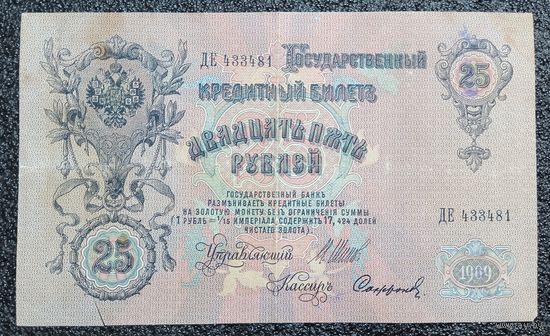 ДЕ 433481 Государственный
25
Кредитный Билетъ
Двадцать пять
Рублей
Государственный Банкъ
размѣниваетъ кредитные билеты
на золотую монету безъ ограниченія суммы
(1 рубль = 1/15 имперіала, содержитъ 17,424 долей
чистаго золота).
ДЕ 433481
Управляющій
25
Кассиръ
1909